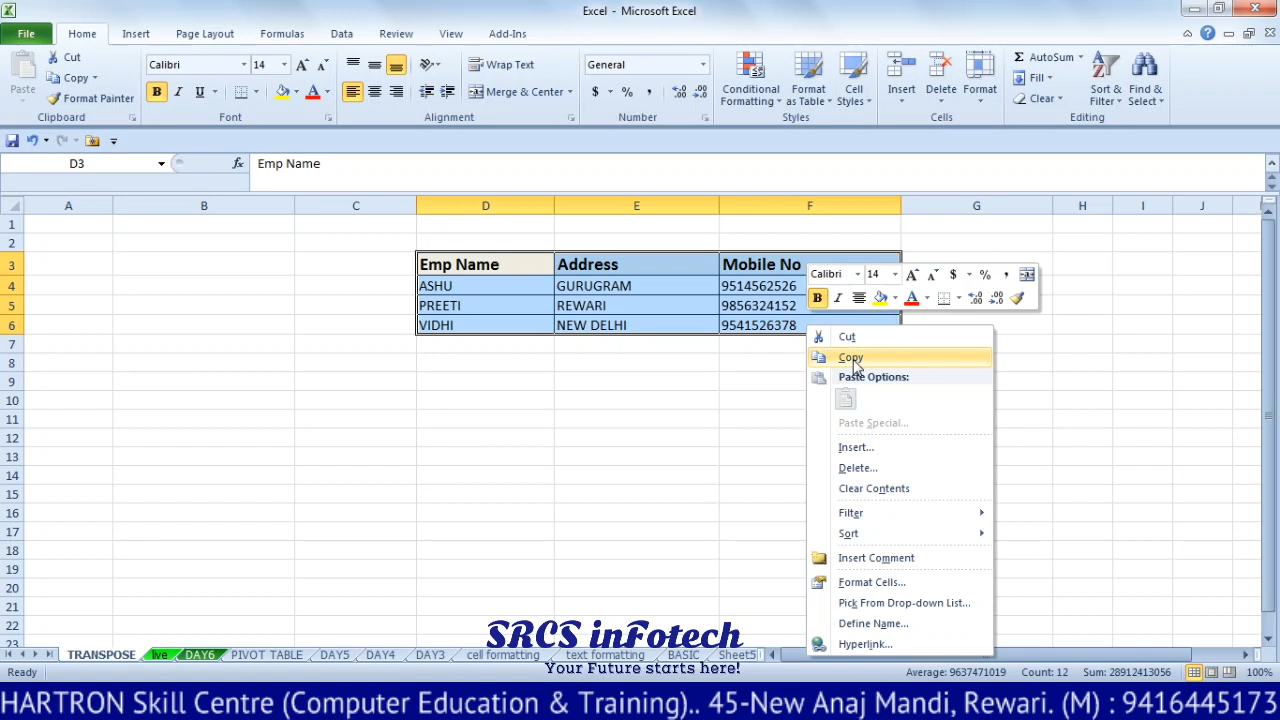 Excel - Microsoft Excel
File Home Insert Page Layout Formulas Data Review View Add-Ins
Paste
Cut
Copy
Format Painter
Clipboard
Calibri 14
B I U A
Font
Wrap Text
Merge & Center
Alignment
General
$ % ,
Number
Conditional Formatting
Format as Table
Cell Styles
Styles
Insert Delete Format
Cells
AutoSum
Fill
Clear
Sort & Filter
Find & Select
Editing
D3 fx Emp Name
A B C D E F G H I J
1
2
3 Emp Name Address Mobile No
4 ASHU GURUGRAM 9514562526
5 PREETI REWARI 9856324152
6 VIDHI NEW DELHI 9541526378
7
8
9
10
11
12
13
14
15
16
17
18
19
20
21
22
23
Calibri 14 A A $ % ,
B I A
Cut
Copy
Paste Options:
Paste Special...
Insert...
Delete...
Clear Contents
Filter
Sort
Insert Comment
Format Cells...
Pick From Drop-down List...
Define Name...
Hyperlink...
SRCS inFotech
Your Future starts here!
TRANSPOSE live DAY6 PIVOT TABLE DAY5 DAY4 DAY3 cell formatting text formatting BASIC Sheet5
Ready Average: 9637471019 Count: 12 Sum: 28912413056 100%
HARTRON Skill Centre (Computer Education & Training).. 45-New Anaj Mandi, Rewari. (M) : 9416445173